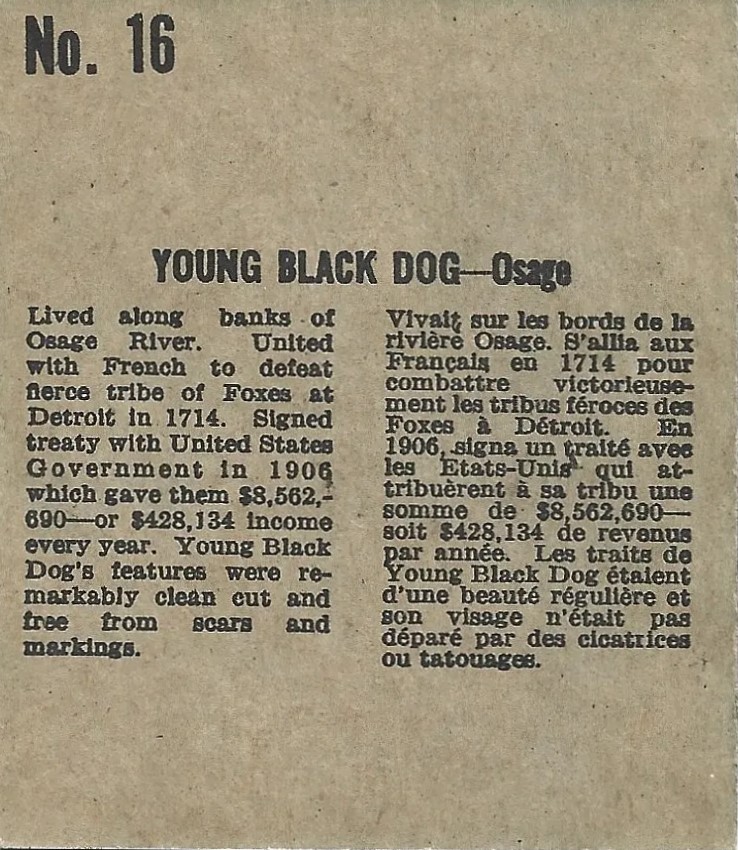 No. 16
YOUNG BLACK DOG—Osage
Lived along banks of
Osage River. United
with French to defeat
fierce tribe of Foxes at
Detroit in 1714. Signed
treaty with United States
Government in 1906
which gave them $8,562,-
690—or $428,134 income
every year. Young Black
Dog's features were re-
markably clean cut and
free from scars and
markings.
Vivait sur les bords de la
rivière Osage. S'allia aux
Français en 1714 pour
combattre victorieuse-
ment les tribus féroces des
Foxes à Détroit. En
1906, signa un traité avec
les Etats-Unis qui at-
tribuèrent à sa tribu une
somme de $8,562,690—
soit $428,134 de revenus
par année. Les traits de
Young Black Dog étaient
d'une beauté régulière et
son visage n'était pas
déparé par des cicatrices
ou tatouages.